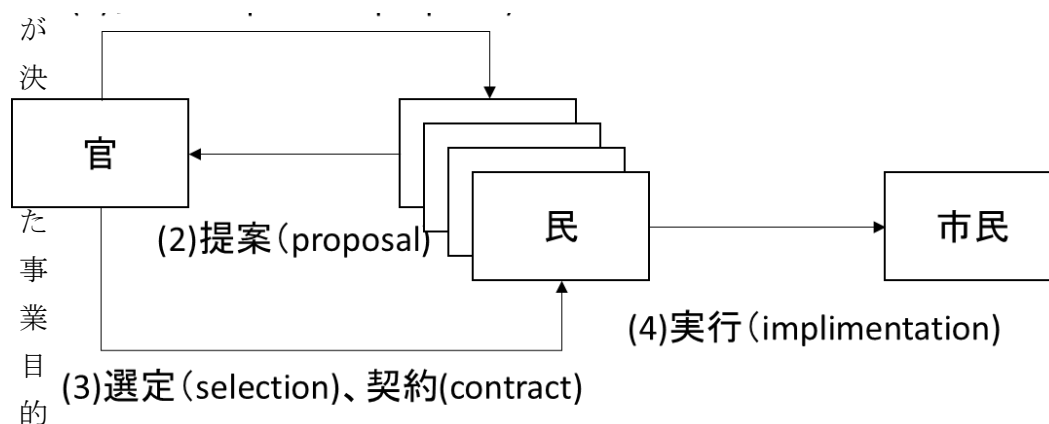 が決
た事業目的
官
(2)提案（proposal)
民
市民
(4)実行（implimentation)
(3)選定（selection)、契約(contract)